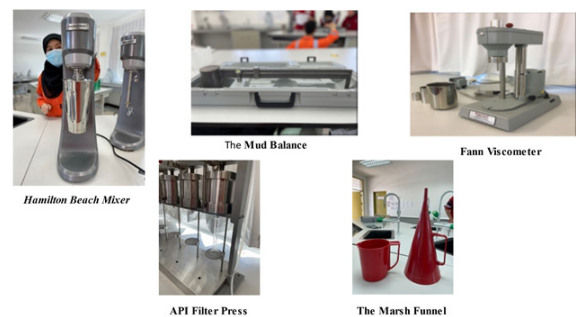 The Mud Balance
Fann Viscometer
Hamilton Beach Mixer
API Filter Press
The Marsh Funnel